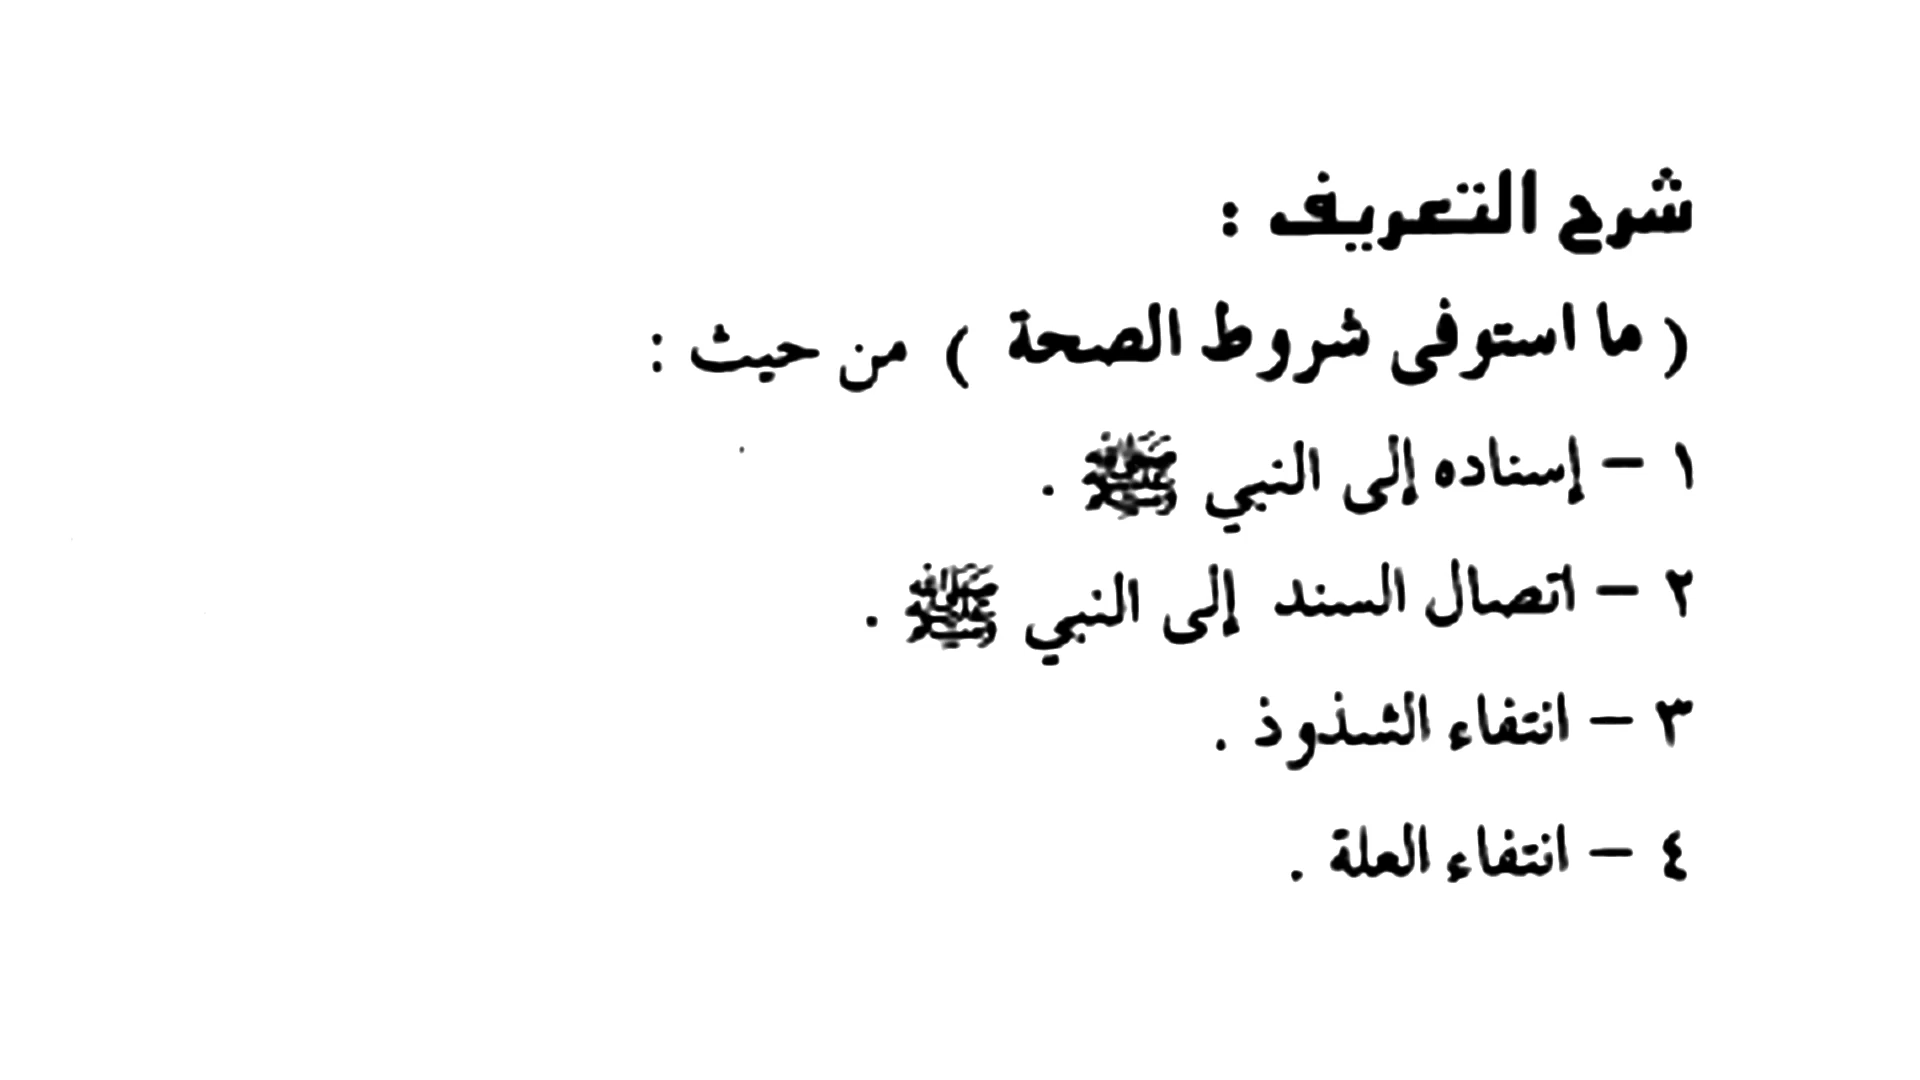 شرح التعريف :
( ما استوفى شروط الصحة ) من حيث :
١ – إسناده إلى النبي ﷺ .
٢ – اتصال السند إلى النبي ﷺ .
٣ – انتفاء الشذوذ .
٤ – انتفاء العلة .